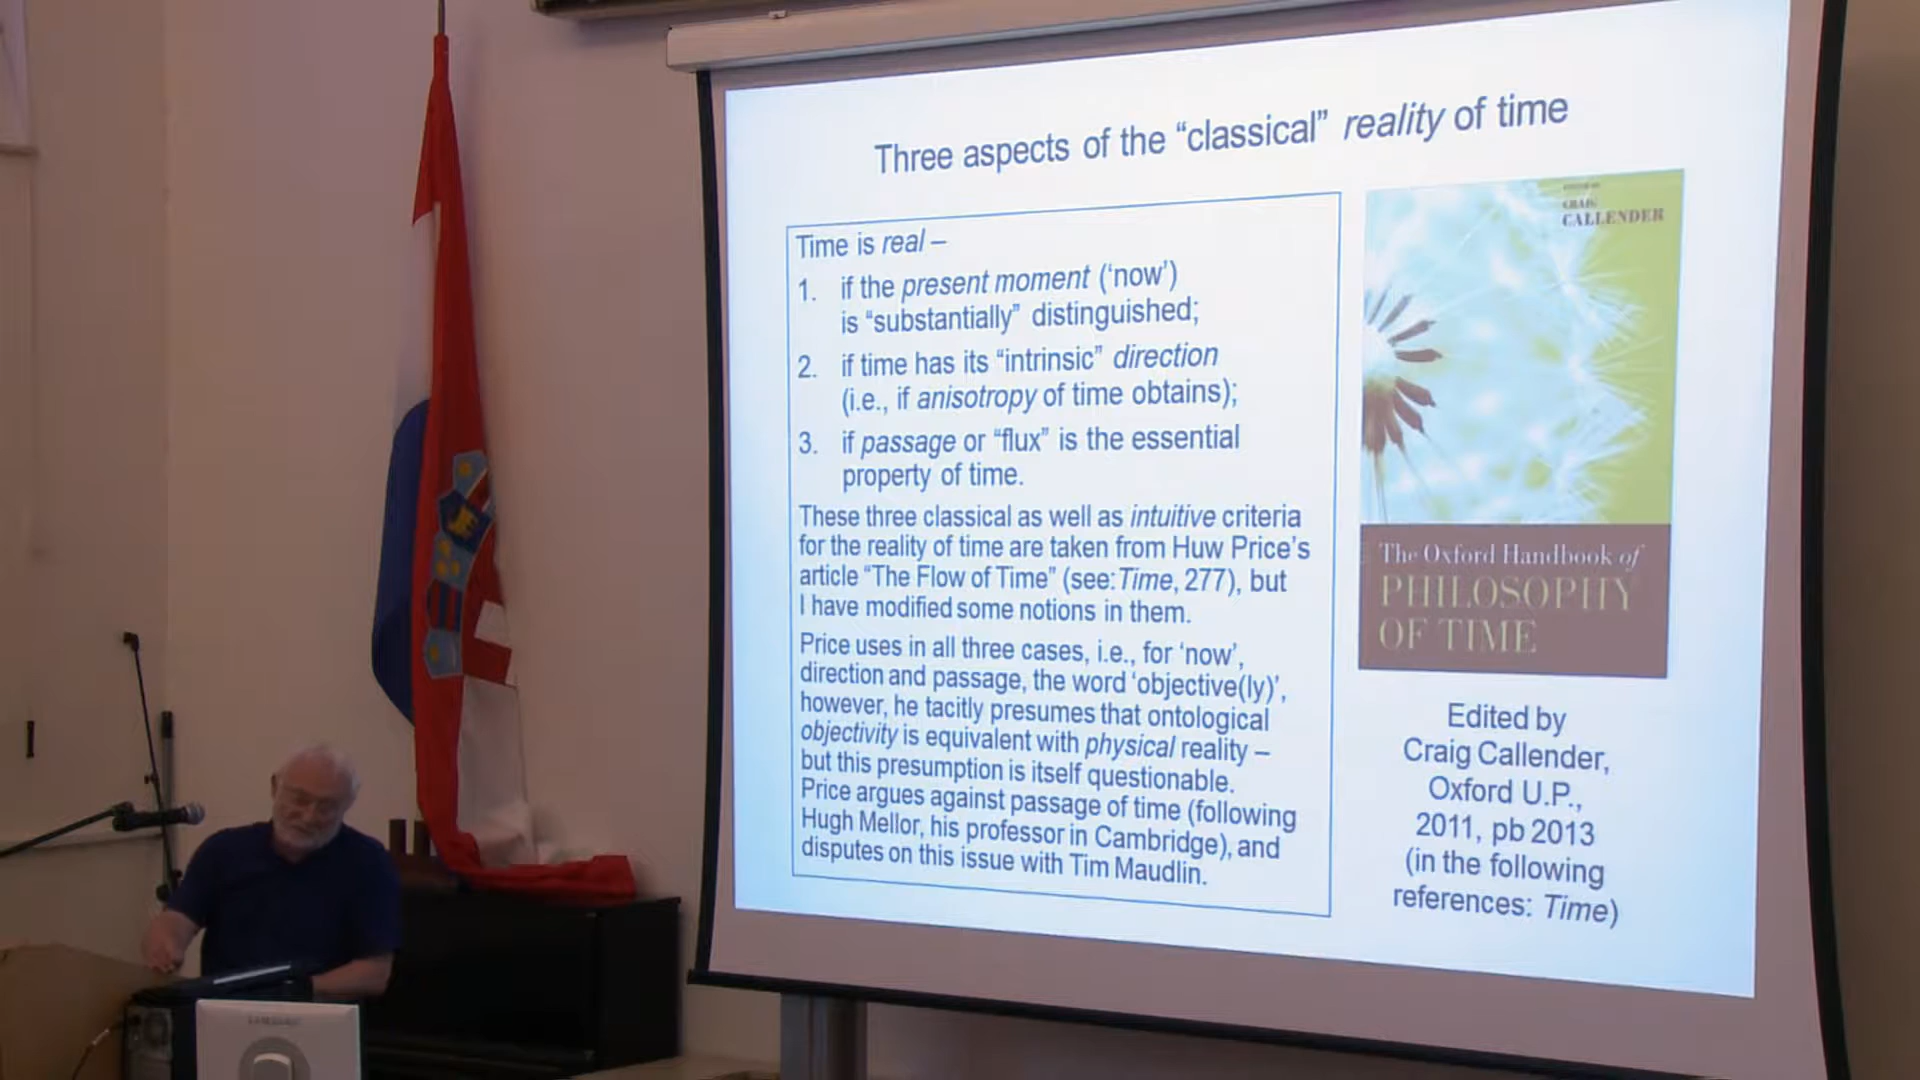 Three aspects of the “classical” reality of time
Time is real –
1. if the present moment (‘now’)
is “substantially” distinguished;
2. if time has its “intrinsic” direction
(i.e., if anisotropy of time obtains);
3. if passage or “flux” is the essential
property of time.
These three classical as well as intuitive criteria
for the reality of time are taken from Huw Price’s
article “The Flow of Time” (see: Time, 277), but
I have modified some notions in them.
Price uses in all three cases, i.e., for ‘now’,
direction and passage, the word ‘objective(ly)’,
however, he tacitly presumes that ontological
objectivity is equivalent with physical reality –
but this presumption is itself questionable.
Price argues against passage of time (following
Hugh Mellor, his professor in Cambridge), and
disputes on this issue with Tim Maudlin.
CRAIG
CALLENDER
The Oxford Handbook of
PHILOSOPHY
OF TIME
Edited by
Craig Callender,
Oxford U.P.,
2011, pb 2013
(in the following
references: Time)
SAMSUNG